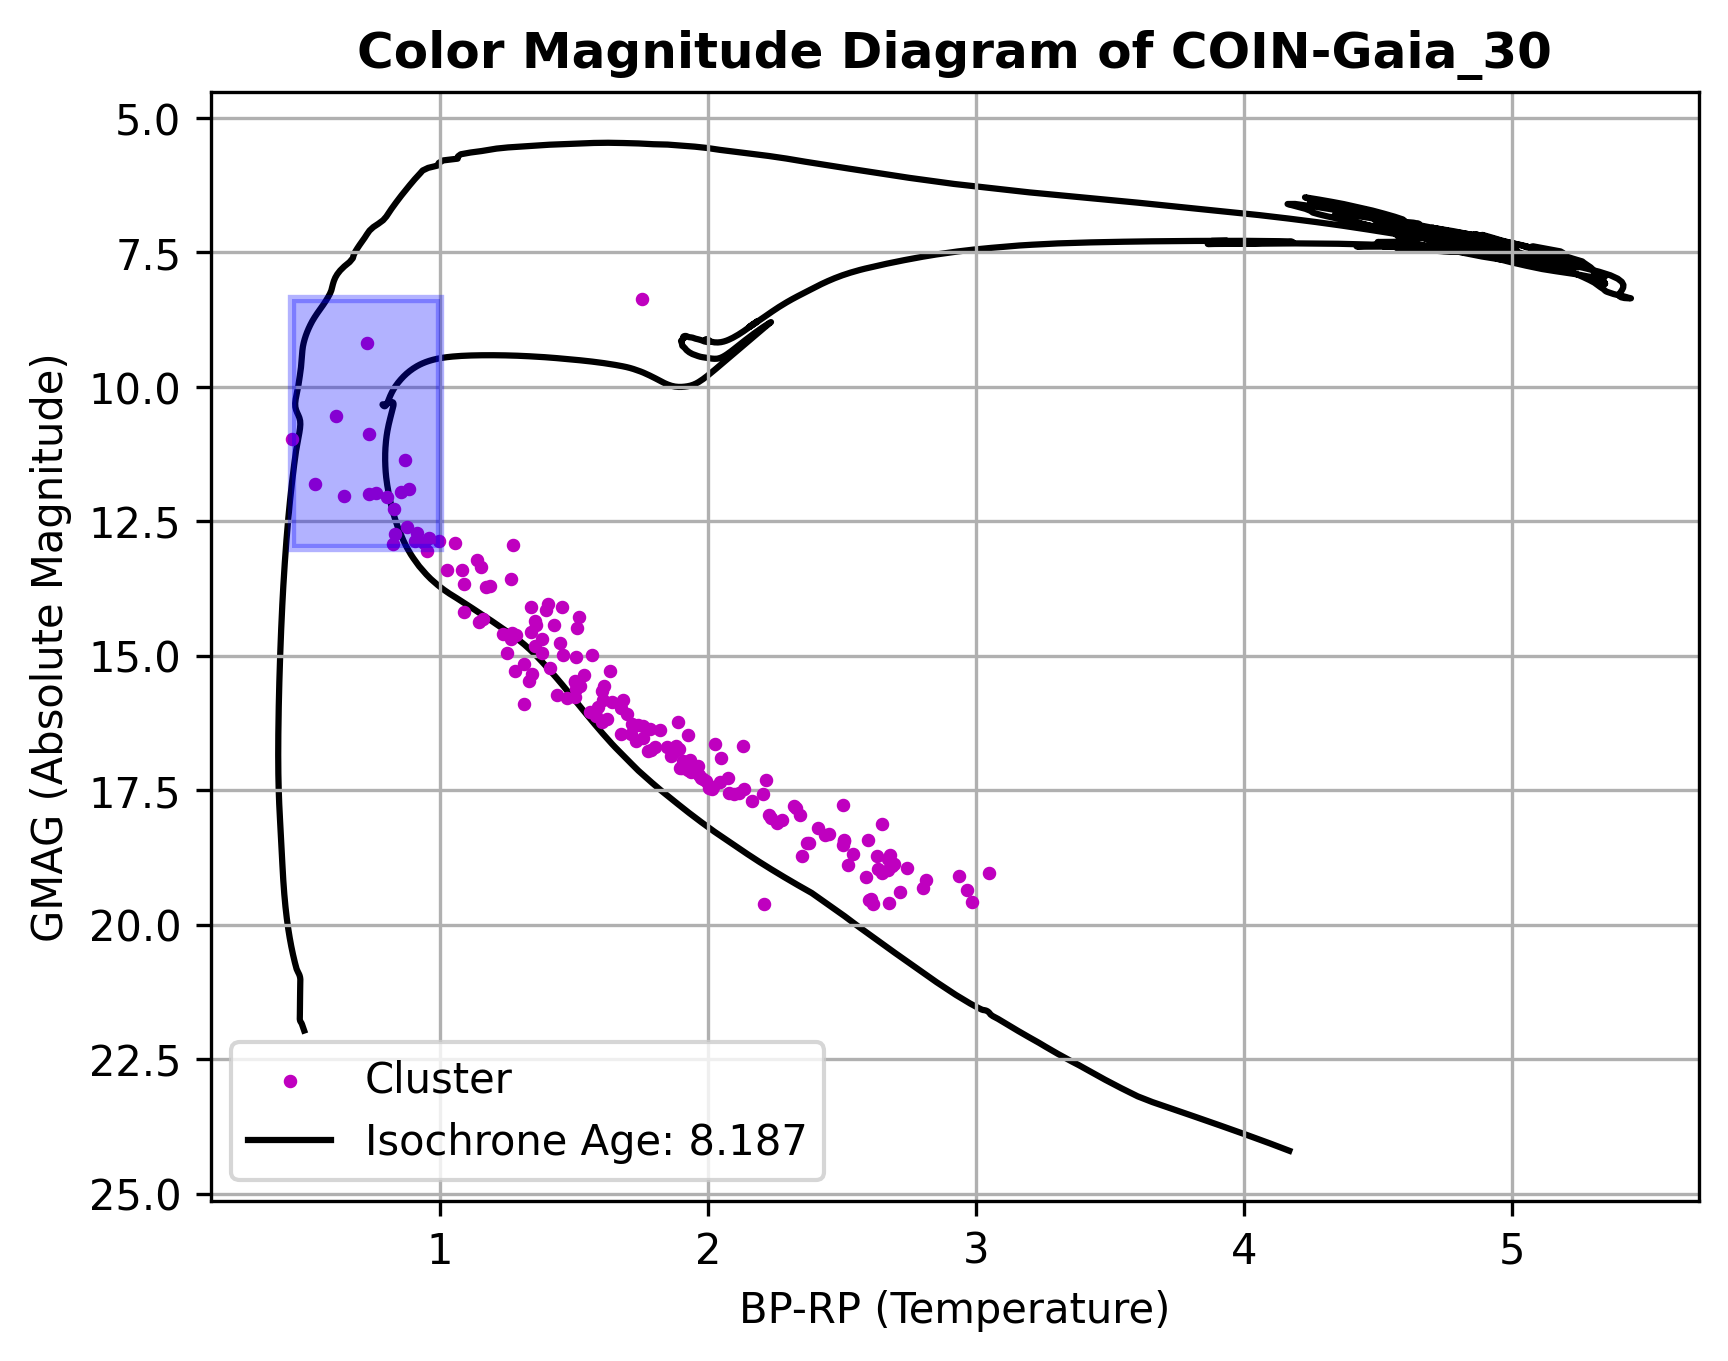 Color Magnitude Diagram of COIN-Gaia_30
GMAG (Absolute Magnitude)
5.0
7.5
10.0
12.5
15.0
17.5
20.0
22.5
25.0
Cluster
Isochrone Age: 8.187
1 2 3 4 5
BP-RP (Temperature)